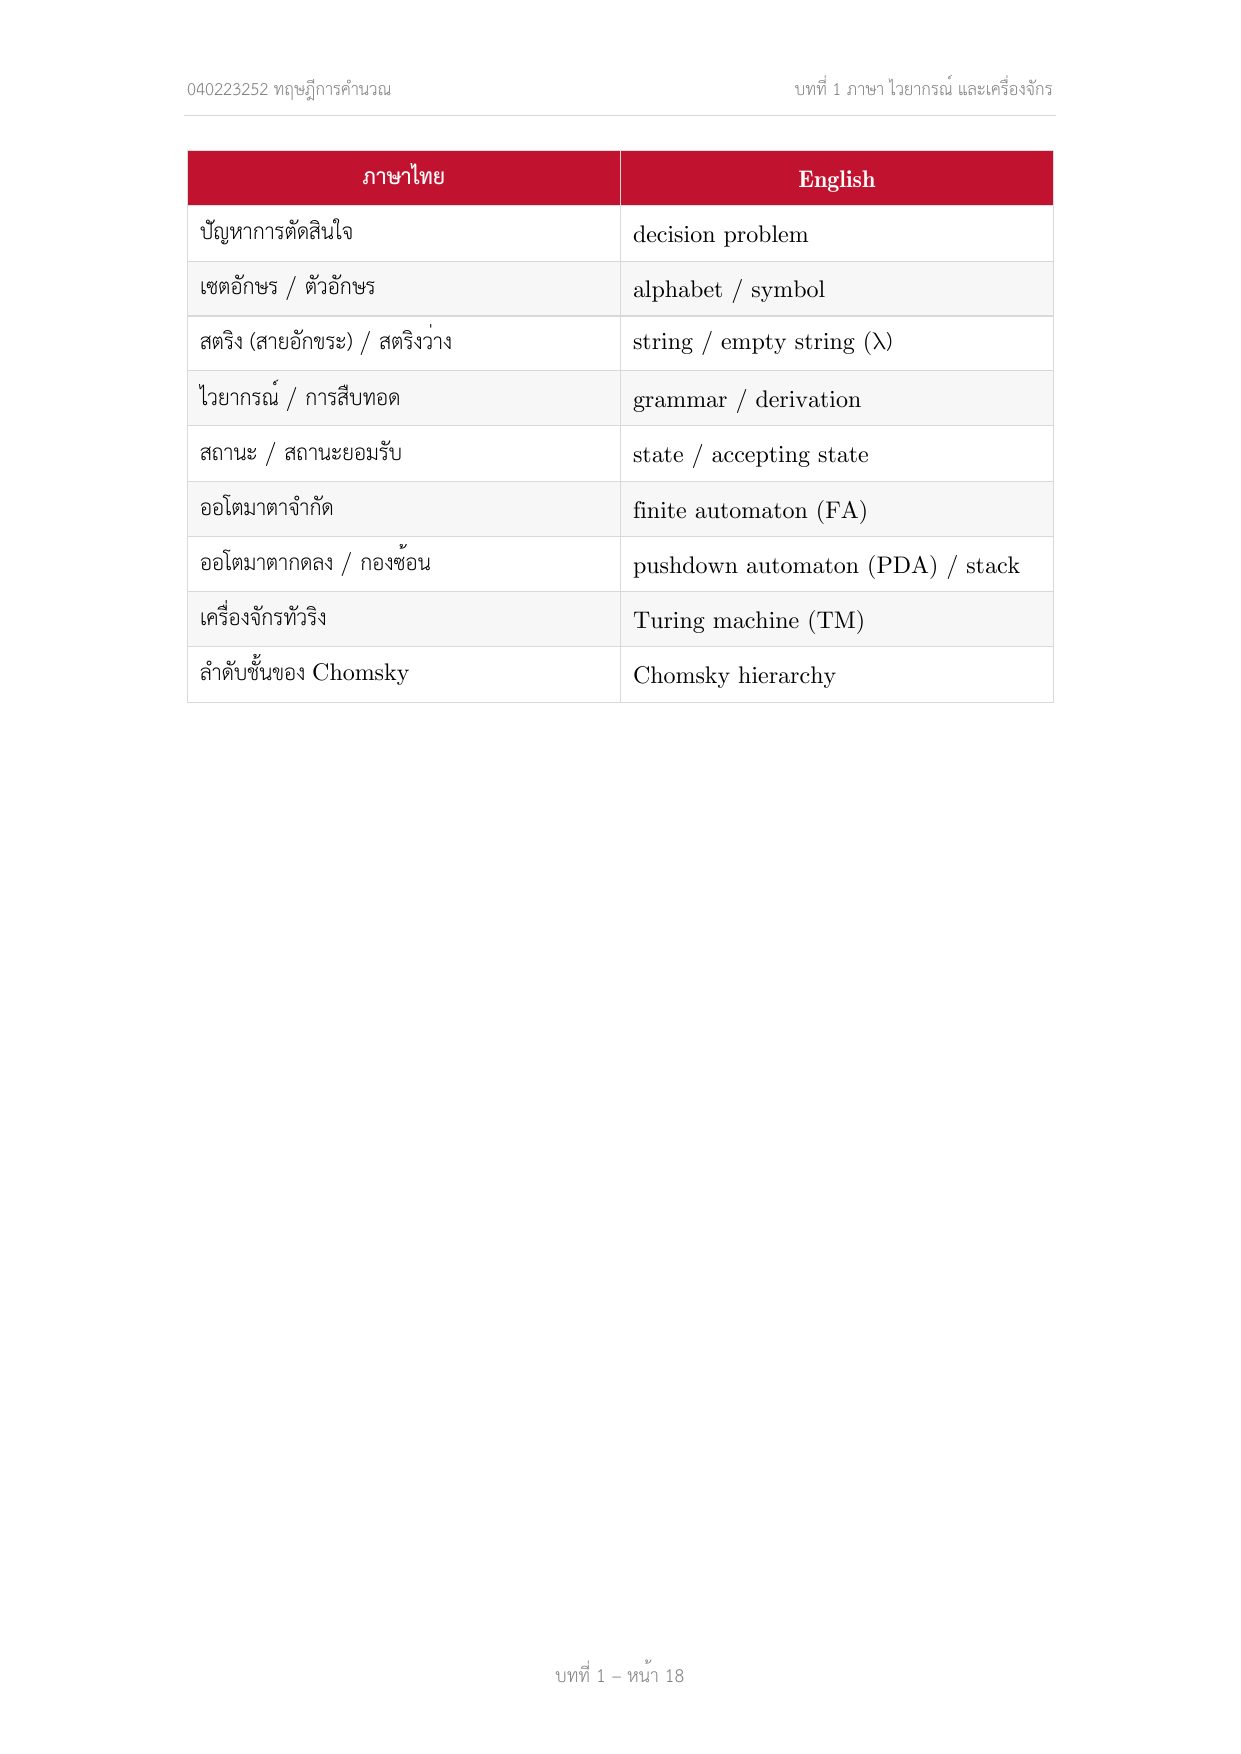 040223252 ทฤษฎีการคำนวณ บทที่ 1 ภาษา ไวยากรณ์ และเครื่องจักร
ภาษาไทย English
ปัญหาการตัดสินใจ decision problem
เซตอักษร / ตัวอักษร alphabet / symbol
สตริง (สายอักขระ) / สตริงว่าง string / empty string (λ)
ไวยากรณ์ / การสืบทอด grammar / derivation
สถานะ / สถานะยอมรับ state / accepting state
ออโตมาตาจำกัด finite automaton (FA)
ออโตมาตากดลง / กองซ้อน pushdown automaton (PDA) / stack
เครื่องจักรทัวริง Turing machine (TM)
ลำดับชั้นของ Chomsky Chomsky hierarchy
บทที่ 1 – หน้า 18